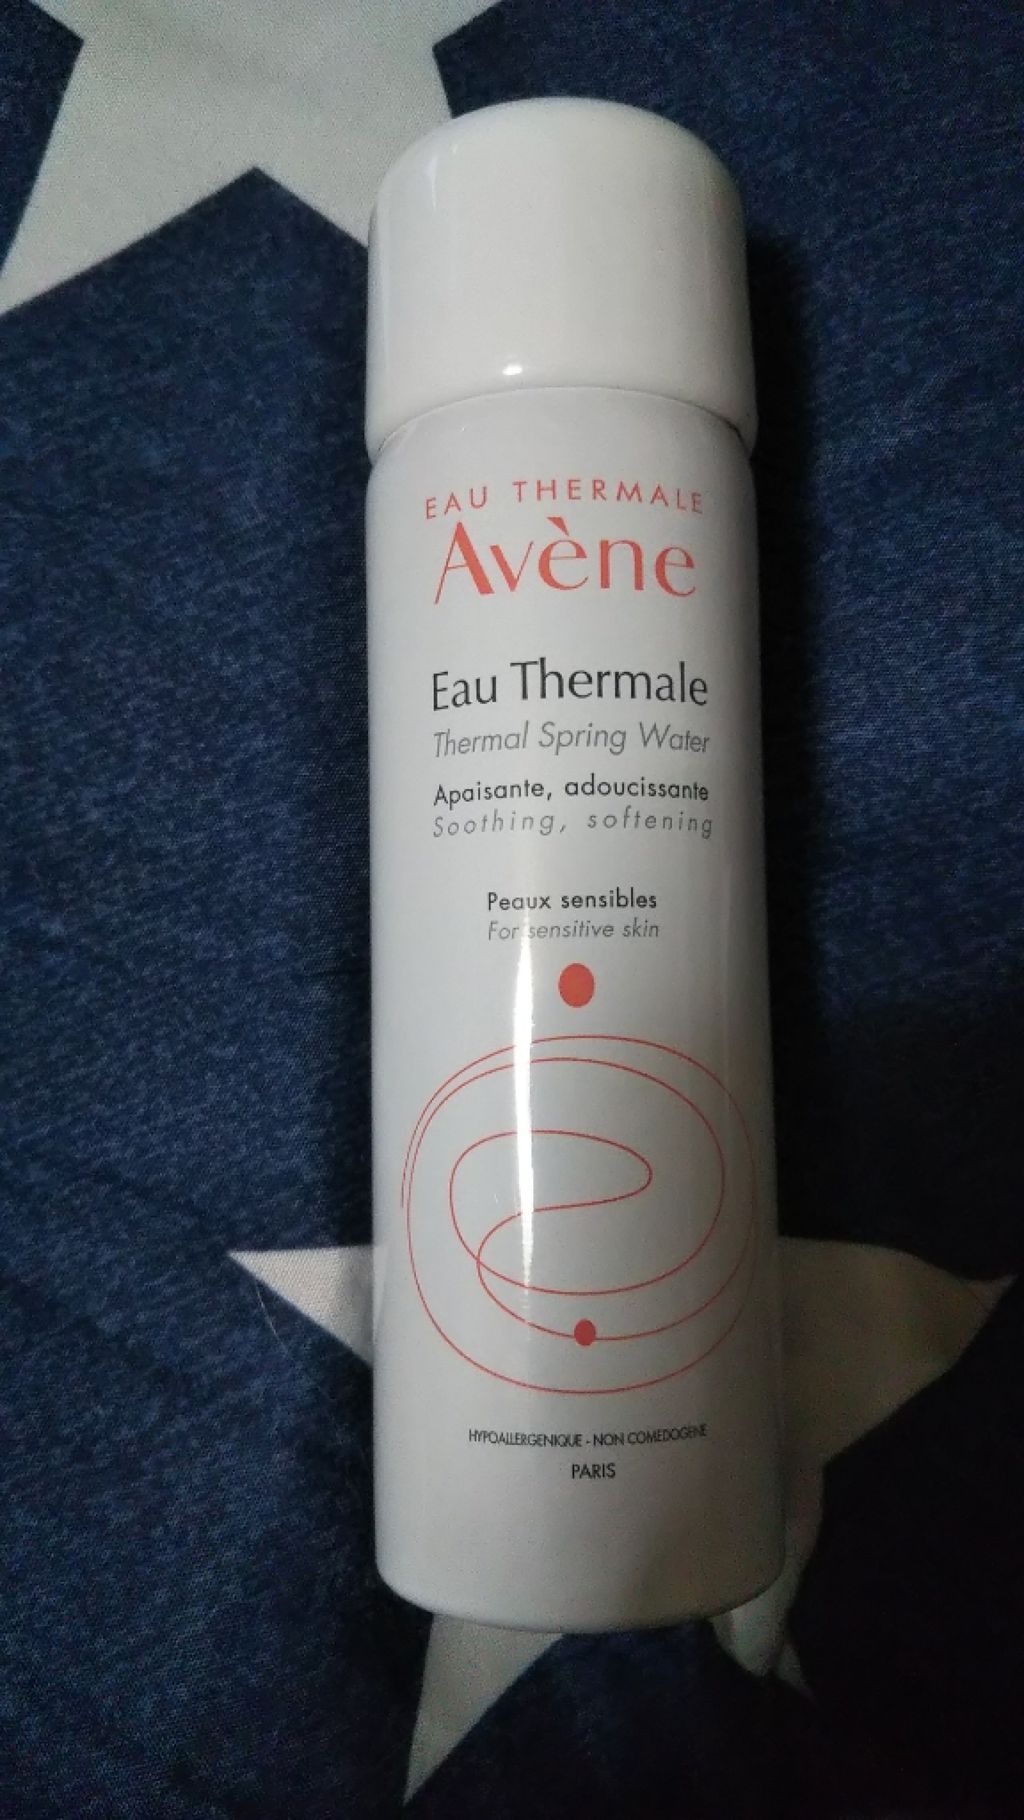 EAU THERMALE
Avène
Eau Thermale
Thermal Spring Water
Apaisante, adoucissante
Soothing, softening
Peaux sensibles
For sensitive skin
HYPOALLERGENIQUE - NON COMEDOGÈNE
PARIS